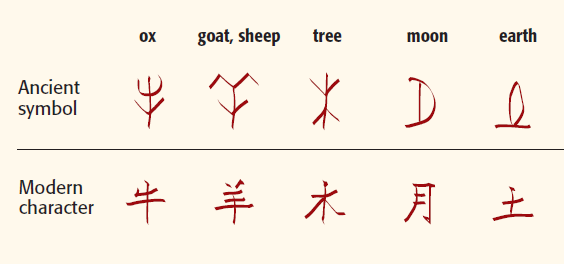 ox goat, sheep tree moon earth
Ancient
symbol
Modern
character 牛 羊 木 月 土